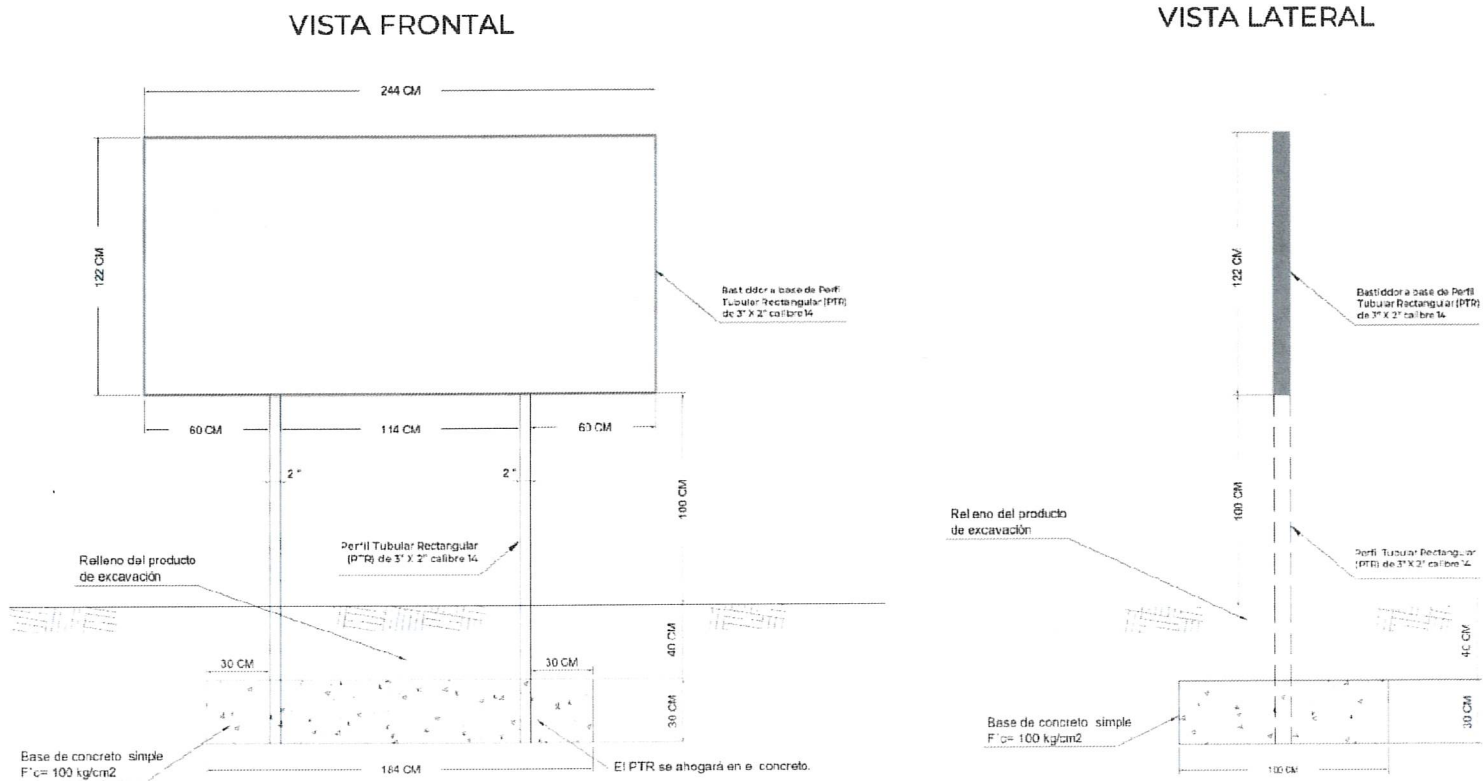 VISTA FRONTAL
244 CM
122 CM
Bastiddor a base de Perfil
Tubular Rectangular (PTR)
de 3" X 2" calibre 14
60 CM
114 CM
60 CM
2 "
2 "
100 CM
Perfil Tubular Rectangular
(PTR) de 3" X 2" calibre 14
Relleno del producto
de excavación
30 CM
30 CM
40 CM
30 CM
Base de concreto simple
F´c= 100 kg/cm2
184 CM
El PTR se ahogará en e concreto.
VISTA LATERAL
122 CM
Bastiddor a base de Perfil
Tubular Rectangular (PTR)
de 3" X 2" calibre 14
100 CM
Relleno del producto
de excavación
Perfil Tubular Rectangular
(PTR) de 3" X 2" calibre 14
40 CM
30 CM
Base de concreto simple
F´c= 100 kg/cm2
100 CM